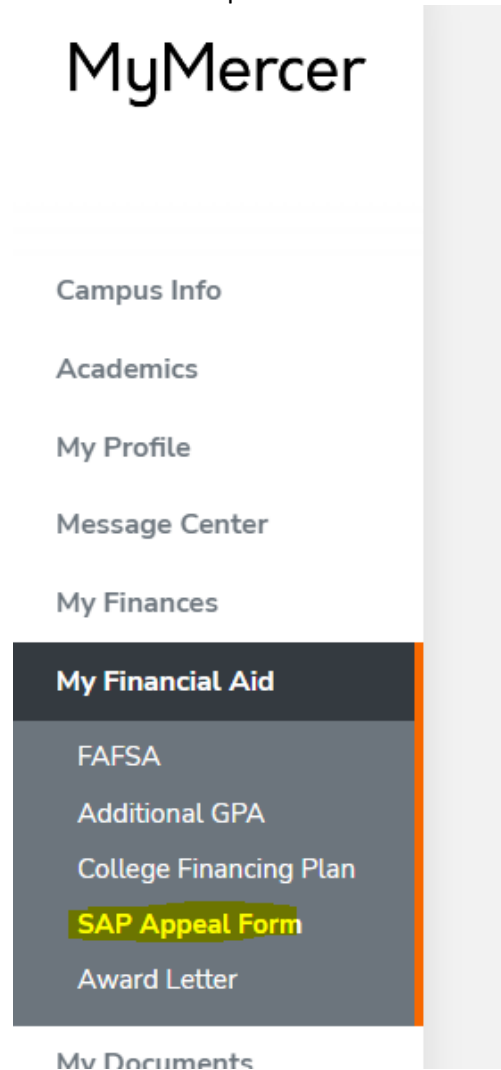 MyMercer
Campus Info
Academics
My Profile
Message Center
My Finances
My Financial Aid
FAFSA
Additional GPA
College Financing Plan
SAP Appeal Form
Award Letter
My Documents